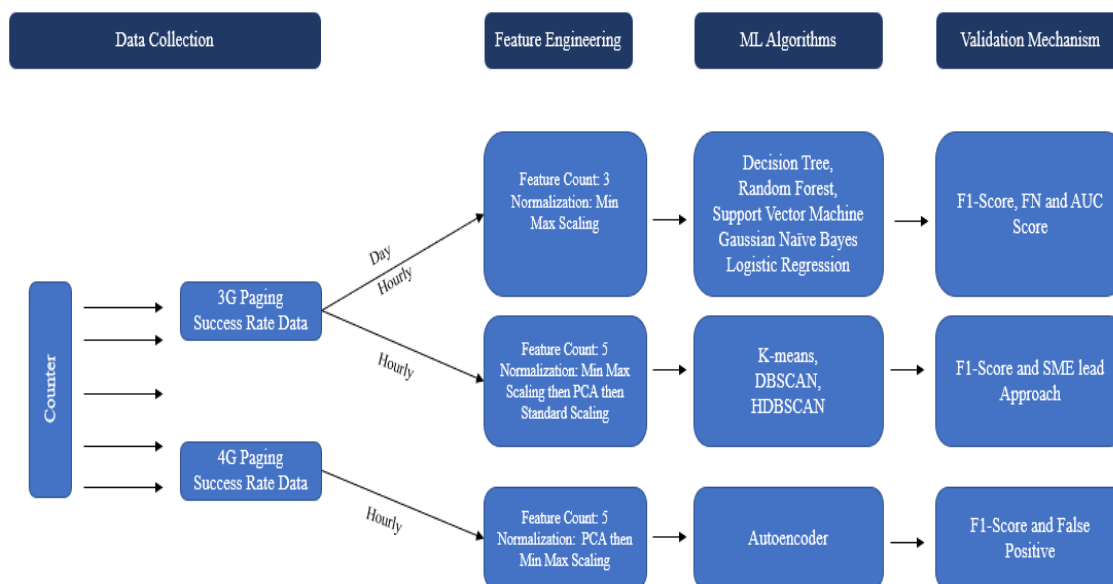 Data Collection
Feature Engineering
ML Algorithms
Validation Mechanism
Counter
3G Paging
Success Rate Data
4G Paging
Success Rate Data
Day
Hourly
Hourly
Hourly
Feature Count: 3
Normalization: Min
Max Scaling
Decision Tree,
Random Forest,
Support Vector Machine
Gaussian Naïve Bayes
Logistic Regression
F1-Score, FN and AUC
Score
Feature Count: 5
Normalization: Min Max
Scaling then PCA then
Standard Scaling
K-means,
DBSCAN,
HDBSCAN
F1-Score and SME lead
Approach
Feature Count: 5
Normalization: PCA then
Min Max Scaling
Autoencoder
F1-Score and False
Positive